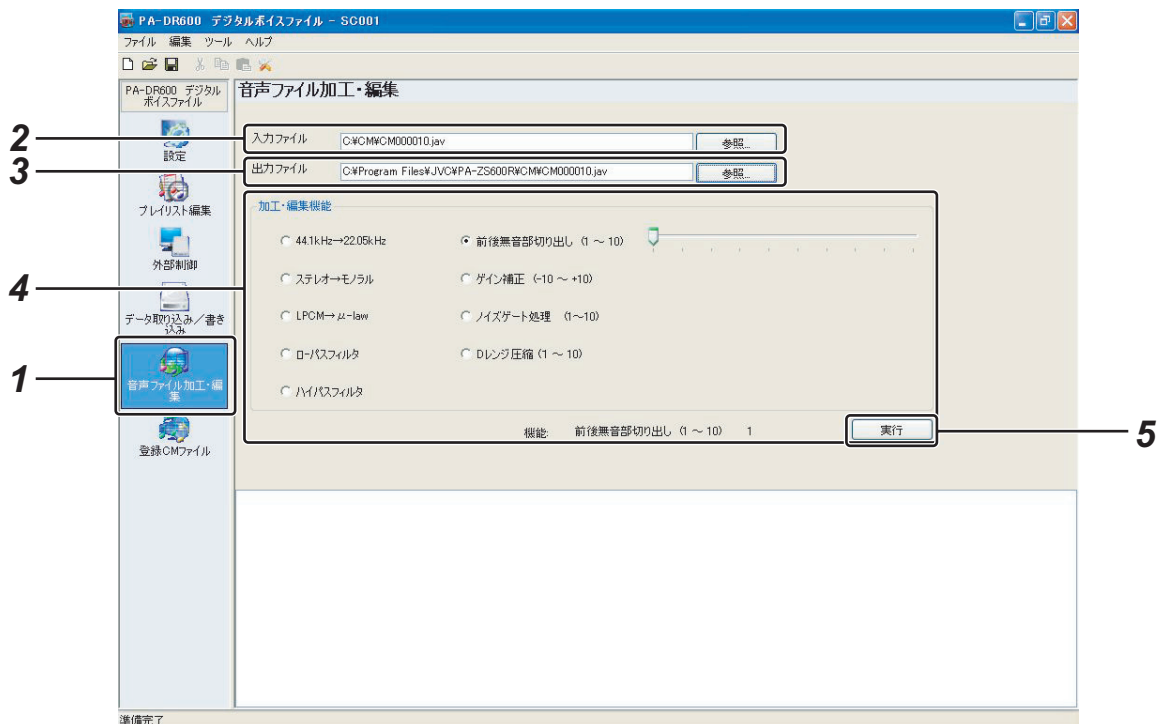 PA-DR600 デジタルボイスファイル - SC001
ファイル 編集 ツール ヘルプ
PA-DR600 デジタル
ボイスファイル
音声ファイル加工・編集
設定
プレイリスト編集
外部制御
データ取り込み／書き
込み
音声ファイル加工・編
集
登録CMファイル
2
入力ファイル C:¥CM¥CM000010.jav 参照...
3
出力ファイル C:¥Program Files¥JVC¥PA-ZS600R¥CM¥CM000010.jav 参照...
4
加工・編集機能
44.1kHz→22.05kHz 前後無音部切り出し (1 ～ 10)
ステレオ→モノラル ゲイン補正 (-10 ～ +10)
LPCM→μ-law ノイズゲート処理 (1～10)
ローパスフィルタ Dレンジ圧縮 (1 ～ 10)
ハイパスフィルタ
1
機能: 前後無音部切り出し (1 ～ 10) 1 実行
5
準備完了